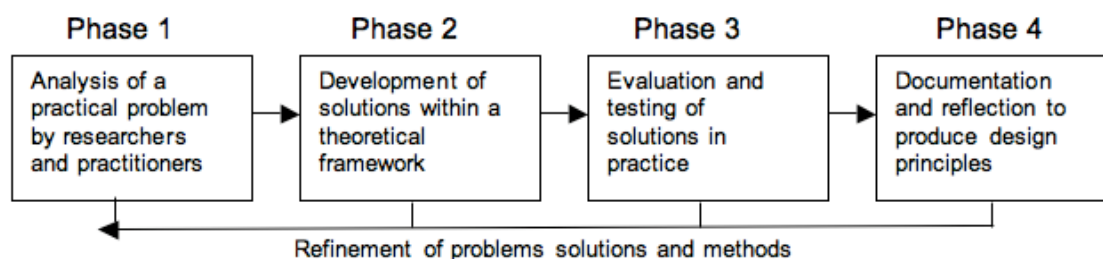 Phase 1
Analysis of a
practical problem
by researchers
and practitioners
Phase 2
Development of
solutions within a
theoretical
framework
Phase 3
Evaluation and
testing of
solutions in
practice
Phase 4
Documentation
and reflection to
produce design
principles
Refinement of problems solutions and methods